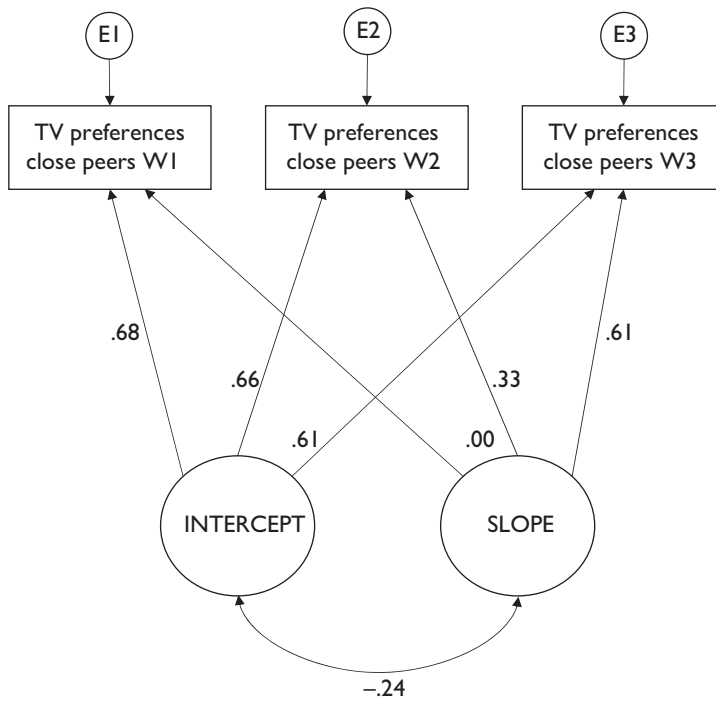 E1
E2
E3
TV preferences
close peers W1
TV preferences
close peers W2
TV preferences
close peers W3
.68
.66
.61
.00
.33
.61
INTERCEPT
SLOPE
–.24